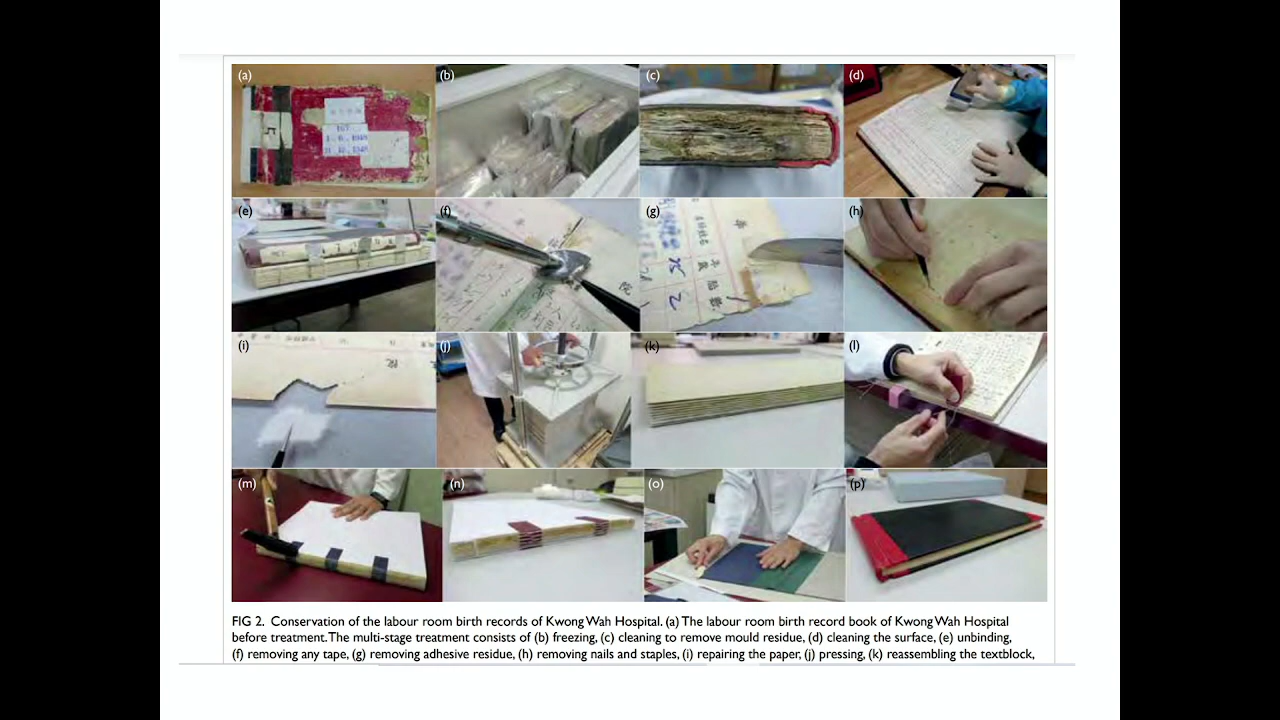 (a)
(b)
(c)
(d)
(e)
(f)
(g)
(h)
院
(i)
(j)
(k)
(l)
院
(m)
(n)
(o)
(p)
FIG 2. Conservation of the labour room birth records of Kwong Wah Hospital. (a) The labour room birth record book of Kwong Wah Hospital
before treatment. The multi-stage treatment consists of (b) freezing, (c) cleaning to remove mould residue, (d) cleaning the surface, (e) unbinding,
(f) removing any tape, (g) removing adhesive residue, (h) removing nails and staples, (i) repairing the paper, (j) pressing, (k) reassembling the textblock,